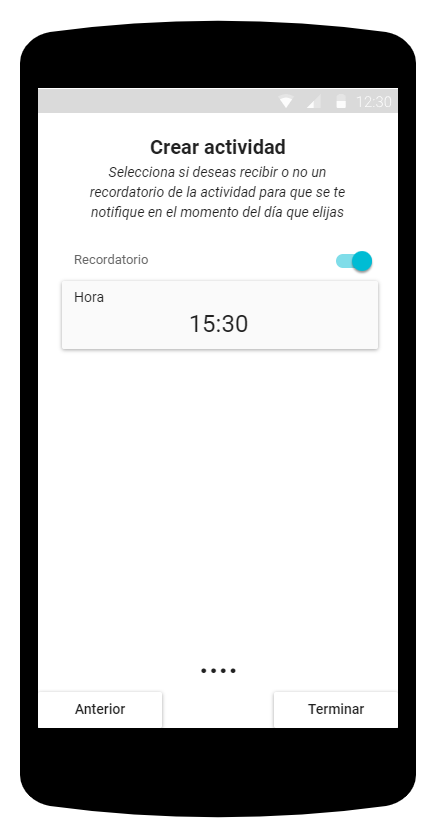 12:30
Crear actividad
Selecciona si deseas recibir o no un
recordatorio de la actividad para que se te
notifique en el momento del día que elijas
Recordatorio
Hora
15:30
Anterior
Terminar